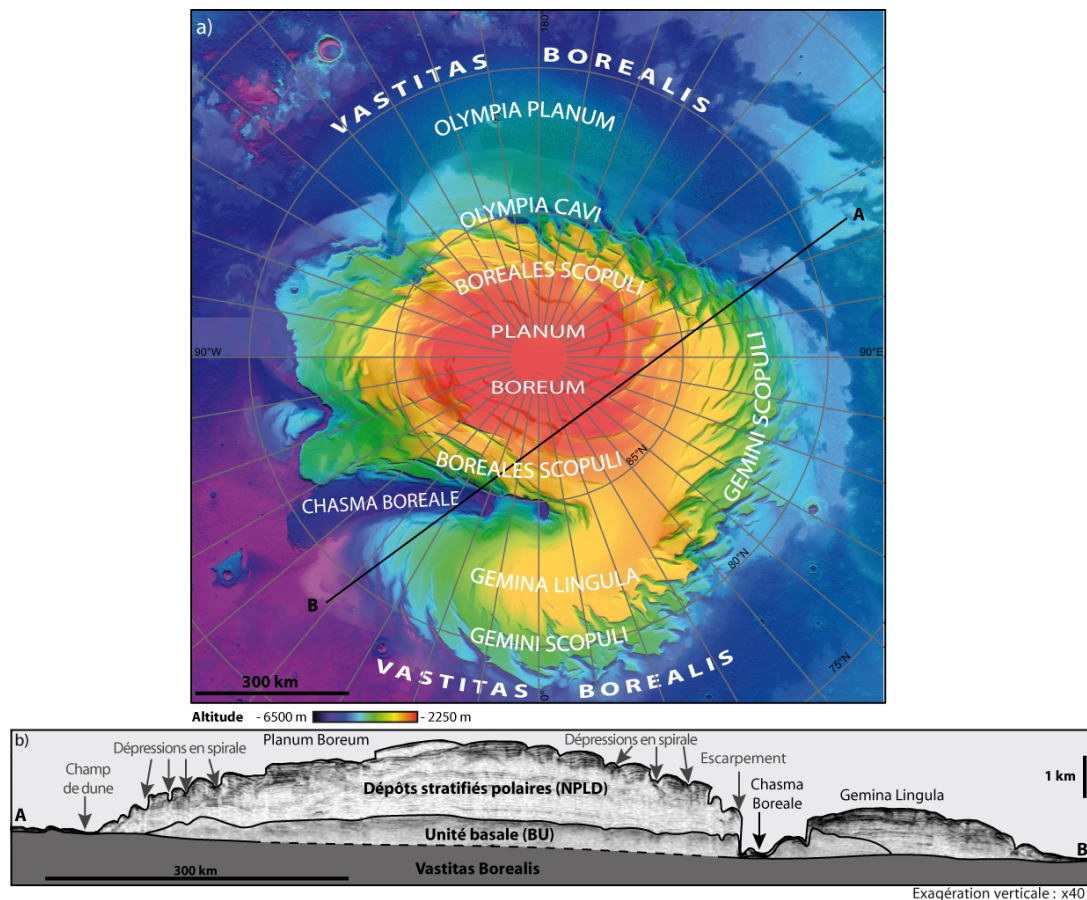 a)
180°
VASTITAS BOREALIS
OLYMPIA PLANUM
OLYMPIA CAVI
A
BOREALES SCOPULI
PLANUM
90°W
90°E
BOREUM
GEMINI SCOPULI
BOREALES SCOPULI
85°N
CHASMA BOREALE
80°N
GEMINA LINGULA
B
GEMINI SCOPULI
75°N
VASTITAS BOREALIS
0°
300 km
Altitude - 6500 m - 2250 m
b)
Dépressions en spirale
Planum Boreum
Dépressions en spirale
Escarpement
Champ
de dune
Chasma
Boreale
1 km
Gemina Lingula
Dépôts stratifiés polaires (NPLD)
A
Unité basale (BU)
B
Vastitas Borealis
300 km
Exagération verticale : x40